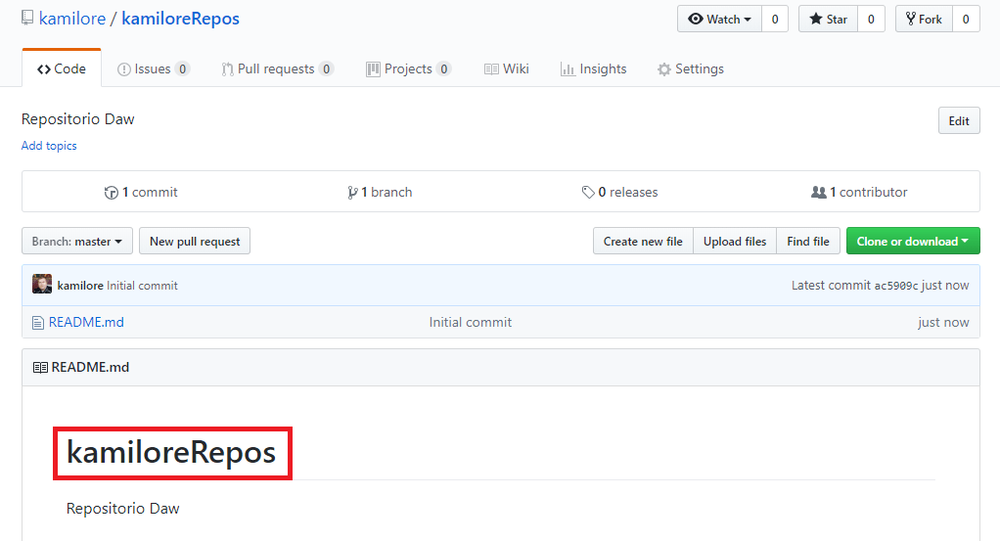 kamilore / kamiloreRepos Watch 0 Star 0 Fork 0
Code Issues 0 Pull requests 0 Projects 0 Wiki Insights Settings
Repositorio Daw Edit
Add topics
1 commit 1 branch 0 releases 1 contributor
Branch: master New pull request Create new file Upload files Find file Clone or download
kamilore Initial commit Latest commit ac5909c just now
README.md Initial commit just now
README.md
kamiloreRepos
Repositorio Daw